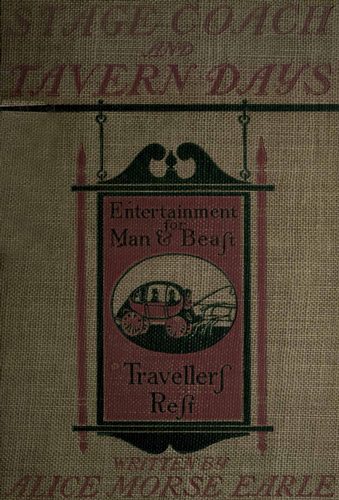 STAGE-COACH
AND
TAVERN DAYS
Entertainment
for
Man & Beaſt
Travellerſ
Reſt
WRITTEN BY
ALICE MORSE EARLE